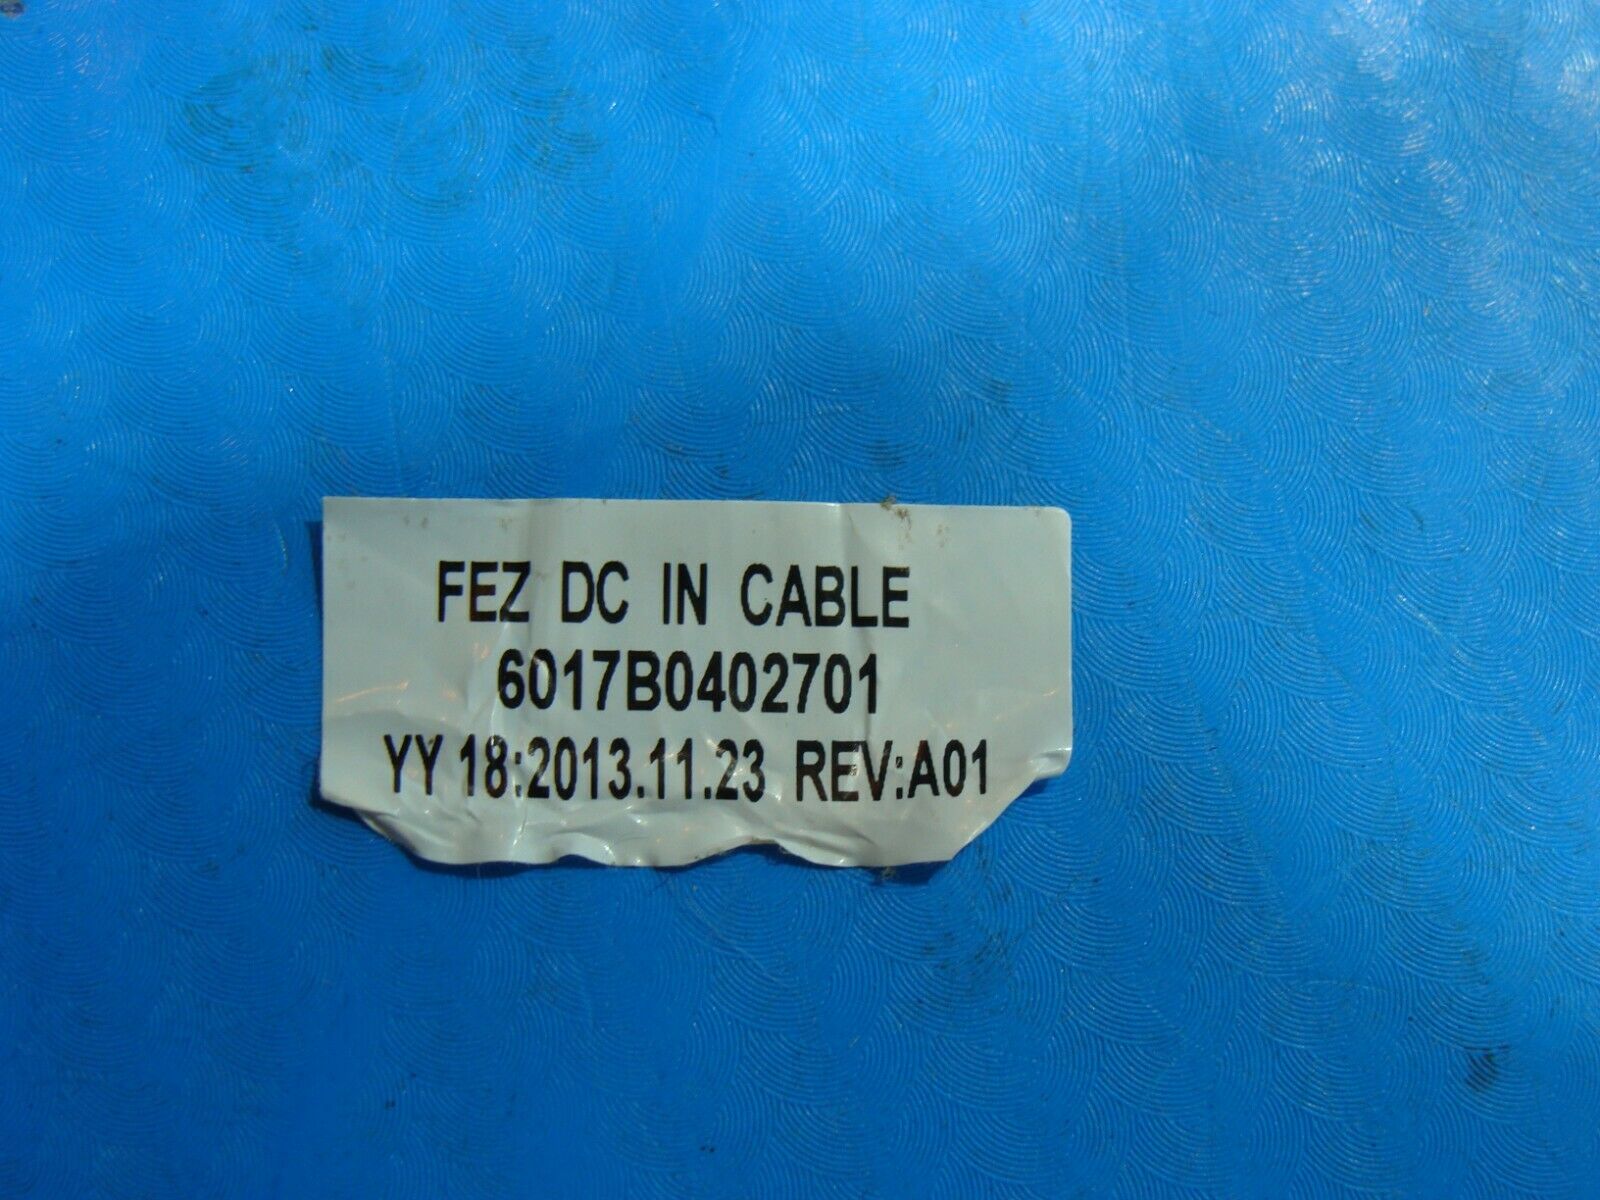 FEZ DC IN CABLE
6017B0402701
YY 18:2013.11.23 REV:A01